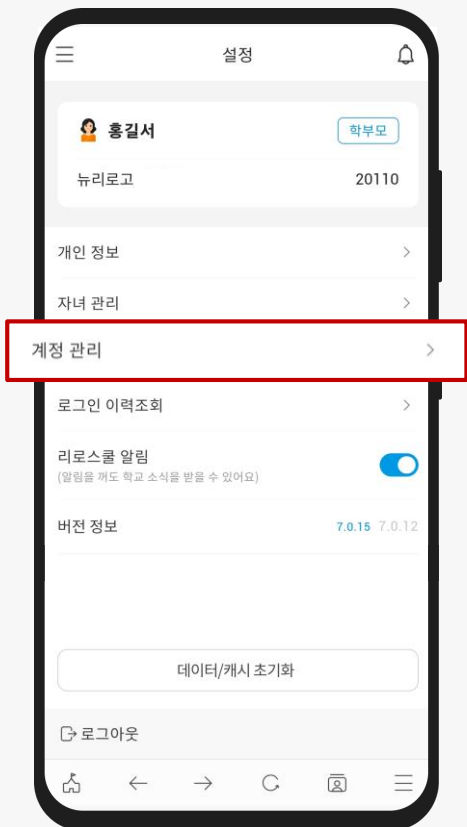 설정
홍길서
학부모
뉴리로고
20110
개인 정보
자녀 관리
계정 관리
로그인 이력조회
리로스쿨 알림
(알림을 꺼도 학교 소식을 받을 수 있어요)
버전 정보
7.0.15 7.0.12
데이터/캐시 초기화
로그아웃